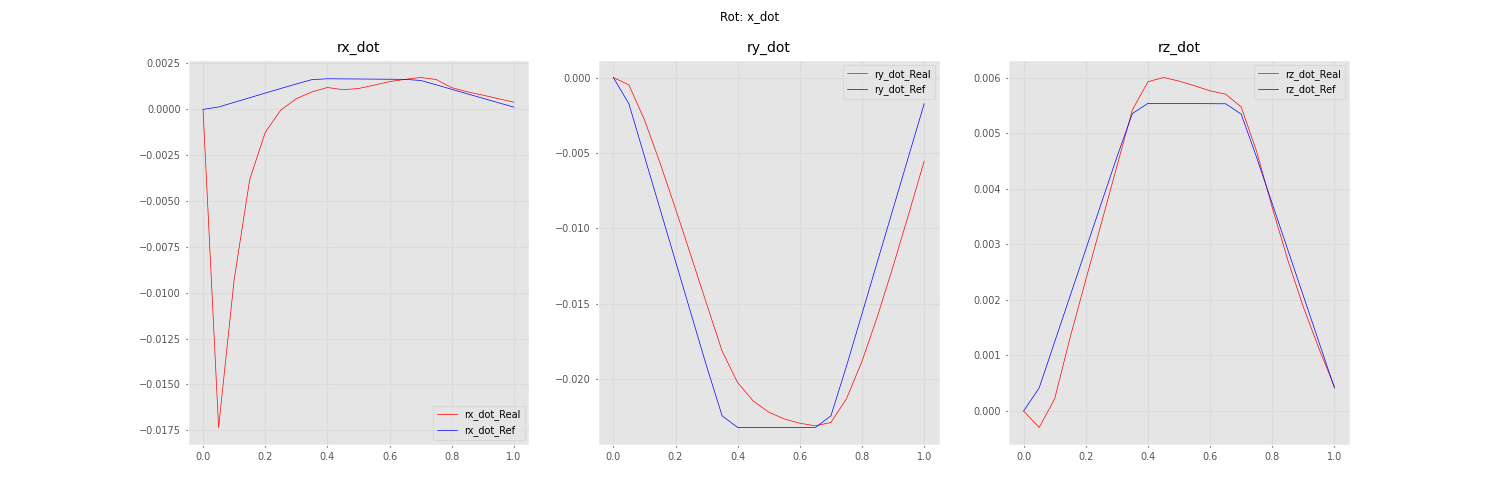 Rot: x_dot
rx_dot
0.0025
0.0000
−0.0025
−0.0050
−0.0075
−0.0100
−0.0125
−0.0150
−0.0175
0.0 0.2 0.4 0.6 0.8 1.0
rx_dot_Real
rx_dot_Ref
ry_dot
0.000
−0.005
−0.010
−0.015
−0.020
0.0 0.2 0.4 0.6 0.8 1.0
ry_dot_Real
ry_dot_Ref
rz_dot
0.006
0.005
0.004
0.003
0.002
0.001
0.000
0.0 0.2 0.4 0.6 0.8 1.0
rz_dot_Real
rz_dot_Ref